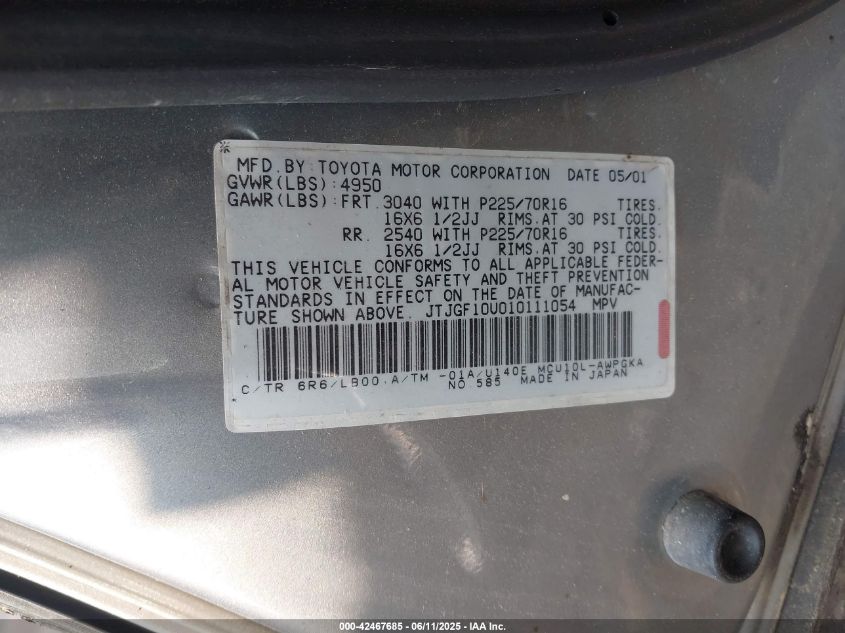 MFD. BY: TOYOTA MOTOR CORPORATION DATE 05/01
GVWR(LBS): 4950
GAWR(LBS): FRT. 3040 WITH P225/70R16 TIRES.
16X6 1/2JJ RIMS. AT 30 PSI COLD.
RR. 2540 WITH P225/70R16 TIRES.
16X6 1/2JJ RIMS. AT 30 PSI COLD.
THIS VEHICLE CONFORMS TO ALL APPLICABLE FEDER-
AL MOTOR VEHICLE SAFETY AND THEFT PREVENTION
STANDARDS IN EFFECT ON THE DATE OF MANUFAC-
TURE SHOWN ABOVE. JTJGF10U010111054 MPV
C/TR 6R6/LB00. A/TM -01A/U140E MCU10L-AWPGKA
NO 585 MADE IN JAPAN
000-42467685 - 06/11/2025 - IAA Inc.